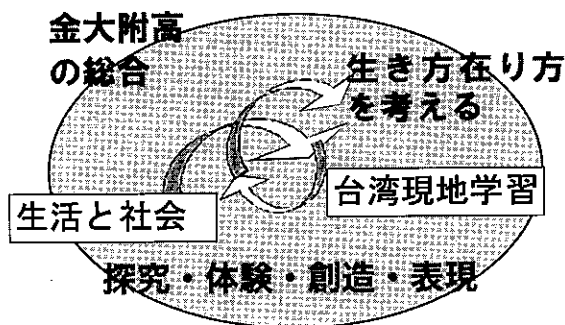 金大附高
の総合
生き方在り方
を考える
台湾現地学習
生活と社会
探究・体験・創造・表現